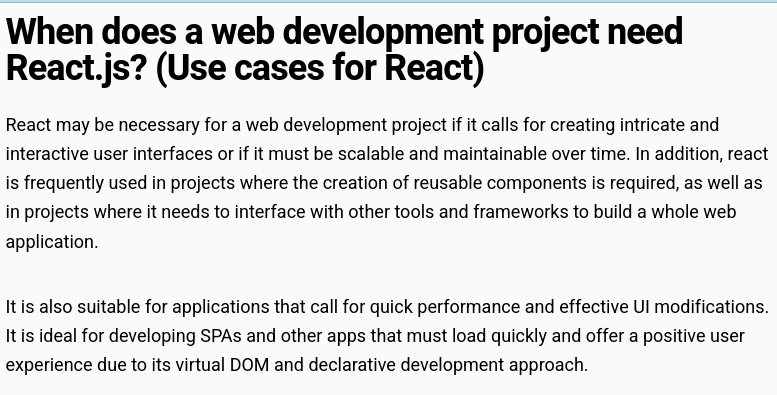 When does a web development project need
React.js? (Use cases for React)
React may be necessary for a web development project if it calls for creating intricate and
interactive user interfaces or if it must be scalable and maintainable over time. In addition, react
is frequently used in projects where the creation of reusable components is required, as well as
in projects where it needs to interface with other tools and frameworks to build a whole web
application.
It is also suitable for applications that call for quick performance and effective UI modifications.
It is ideal for developing SPAs and other apps that must load quickly and offer a positive user
experience due to its virtual DOM and declarative development approach.